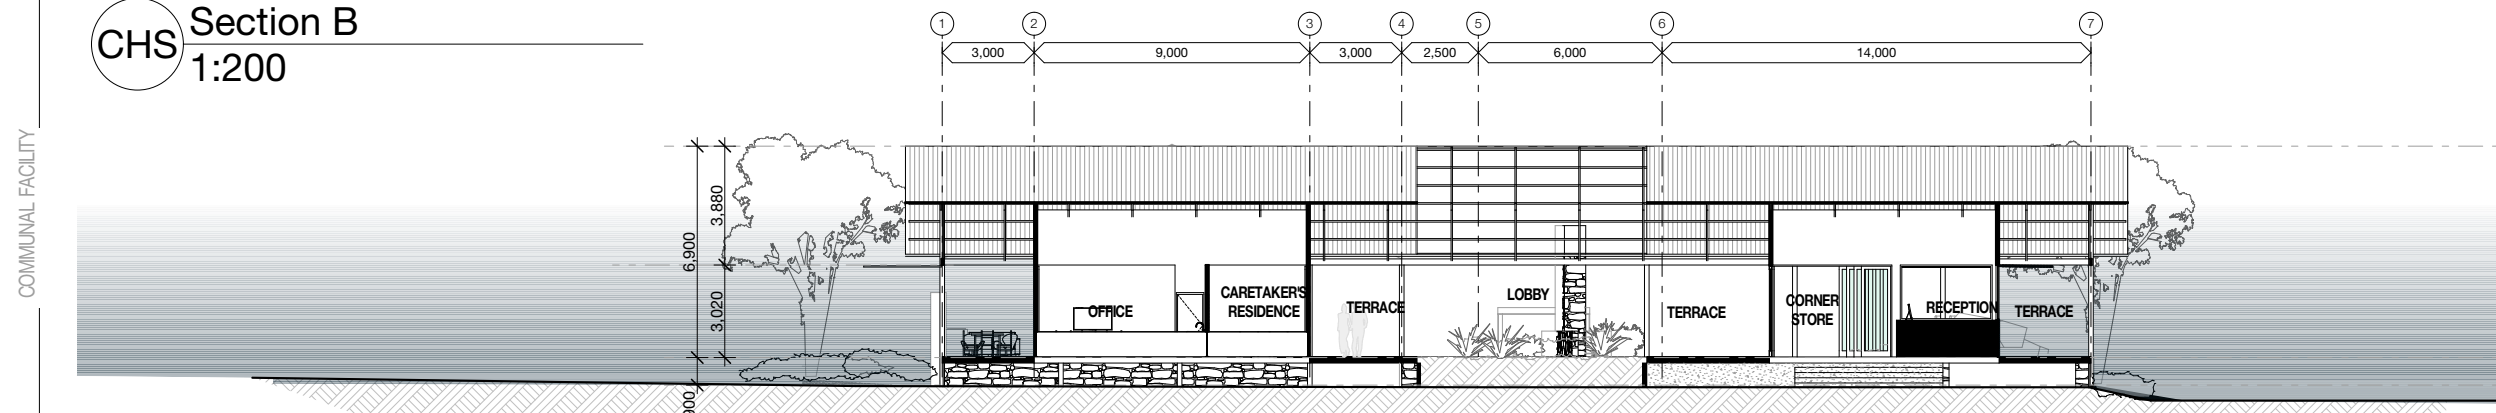 CHS
Section B
1:200
COMMUNAL FACILITY
1 2 3 4 5 6 7
3,000 9,000 3,000 2,500 6,000 14,000
6,900
3,880
3,020
900
OFFICE
CARETAKER'S
RESIDENCE
TERRACE
LOBBY
TERRACE
CORNER
STORE
RECEPTION
TERRACE